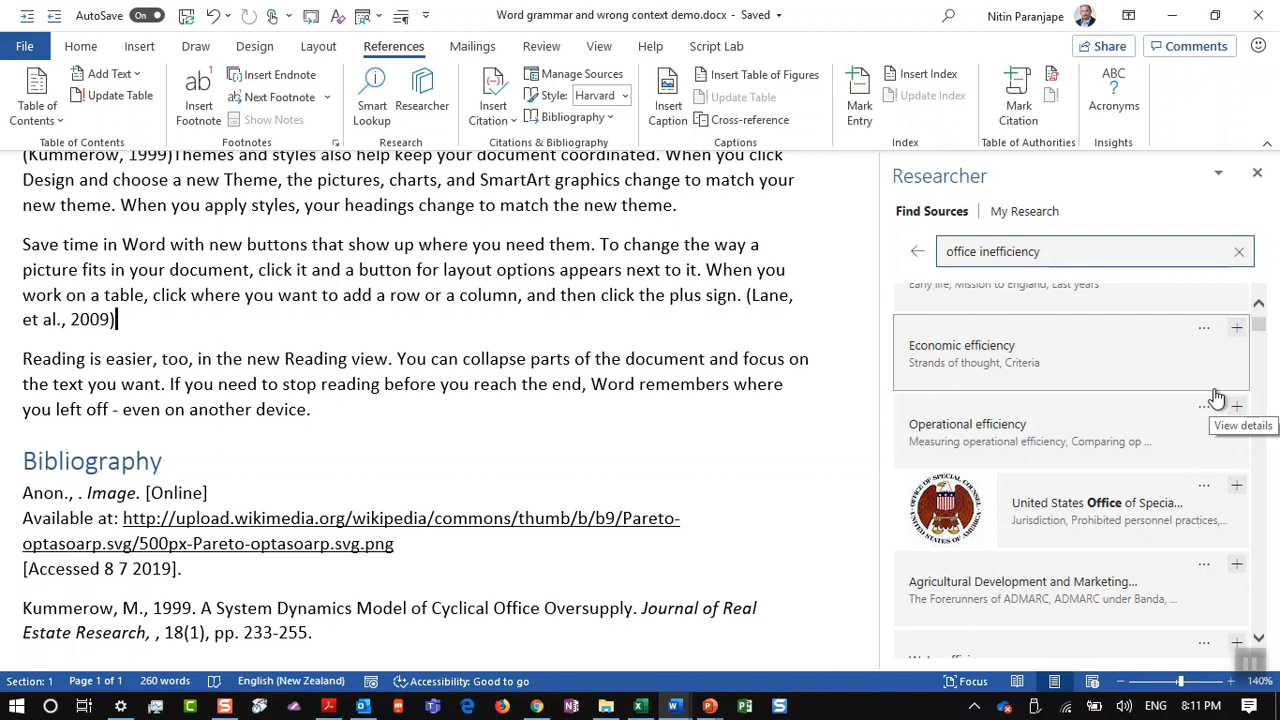 AutoSave On Word grammar and wrong context demo.docx - Saved Nitin Paranjape
File Home Insert Draw Design Layout References Mailings Review View Help Script Lab Share Comments
Table of Contents
Add Text
Update Table
Table of Contents
ab1
Insert Footnote
Insert Endnote
Next Footnote
Show Notes
Footnotes
Smart Lookup
Researcher
Research
Insert Citation
Manage Sources
Style: Harvard
Bibliography
Citations & Bibliography
Insert Caption
Insert Table of Figures
Update Table
Cross-reference
Captions
Mark Entry
Insert Index
Update Index
Index
Mark Citation
Table of Authorities
ABC
?
Acronyms
Insights
(Kummerow, 1999)Themes and styles also help keep your document coordinated. When you click
Design and choose a new Theme, the pictures, charts, and SmartArt graphics change to match your
new theme. When you apply styles, your headings change to match the new theme.
Save time in Word with new buttons that show up where you need them. To change the way a
picture fits in your document, click it and a button for layout options appears next to it. When you
work on a table, click where you want to add a row or a column, and then click the plus sign. (Lane,
et al., 2009)
Reading is easier, too, in the new Reading view. You can collapse parts of the document and focus on
the text you want. If you need to stop reading before you reach the end, Word remembers where
you left off - even on another device.
Bibliography
Anon., . Image. [Online]
Available at: http://upload.wikimedia.org/wikipedia/commons/thumb/b/b9/Pareto-
optasoarp.svg/500px-Pareto-optasoarp.svg.png
[Accessed 8 7 2019].
Kummerow, M., 1999. A System Dynamics Model of Cyclical Office Oversupply. Journal of Real
Estate Research, , 18(1), pp. 233-255.
Researcher
Find Sources My Research
office inefficiency
Early life, Mission to England, Last years
Economic efficiency
Strands of thought, Criteria
View details
Operational efficiency
Measuring operational efficiency, Comparing op ...
United States Office of Specia...
Jurisdiction, Prohibited personnel practices,...
Agricultural Development and Marketing...
The Forerunners of ADMARC, ADMARC under Banda, ...
Section: 1 Page 1 of 1 260 words English (New Zealand) Accessibility: Good to go Focus 140%
ENG 8:11 PM